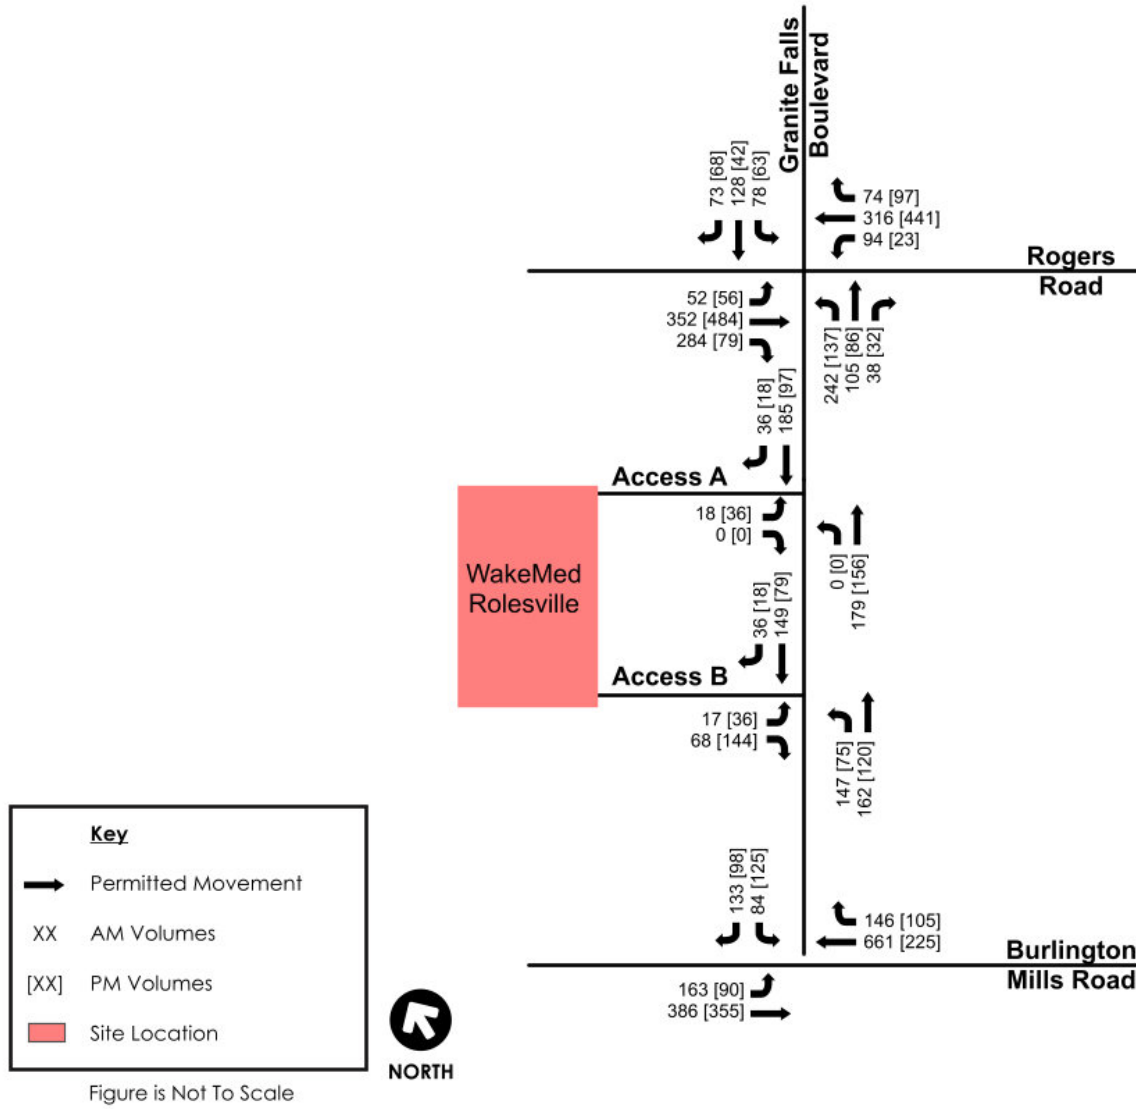 Granite Falls
Boulevard
73 [68]
128 [42]
78 [63]
74 [97]
316 [441]
94 [23]
Rogers
Road
52 [56]
352 [484]
284 [79]
242 [137]
105 [86]
38 [32]
36 [18]
185 [97]
Access A
18 [36]
0 [0]
0 [0]
179 [156]
WakeMed
Rolesville
36 [18]
149 [79]
Access B
17 [36]
68 [144]
147 [75]
162 [120]
133 [98]
84 [125]
146 [105]
661 [225]
Burlington
Mills Road
163 [90]
386 [355]
Key
Permitted Movement
XX AM Volumes
[XX] PM Volumes
Site Location
NORTH
Figure is Not To Scale